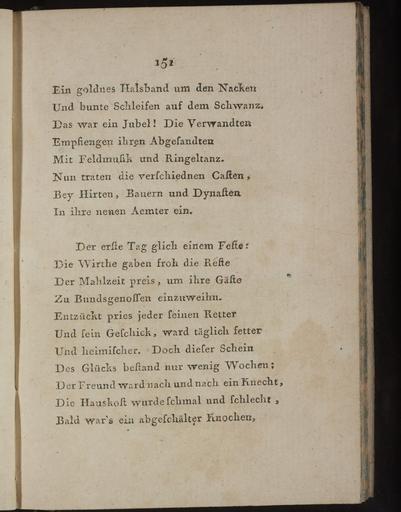 151
Ein goldnes Halsband um den Nacken
Und bunte Schleifen auf dem Schwanz.
Das war ein Jubel! Die Verwandten
Empfiengen ihren Abgeſandten
Mit Feldmuſik und Ringeltanz.
Nun traten die verſchiednen Caſten,
Bey Hirten, Bauern und Dynaſten
In ihre neuen Aemter ein.
Der erſte Tag glich einem Feſte:
Die Wirthe gaben froh die Reſte
Der Mahlzeit preis, um ihre Gäſte
Zu Bundsgenoſſen einzuweihn.
Entzückt pries jeder ſeinen Retter
Und ſein Geſchick, ward täglich fetter
Und heimiſcher. Doch dieſer Schein
Des Glücks beſtand nur wenig Wochen:
Der Freund ward nach und nach ein Knecht,
Die Hauskoſt wurde ſchmal und ſchlecht,
Bald war's ein abgeſchälter Knochen,